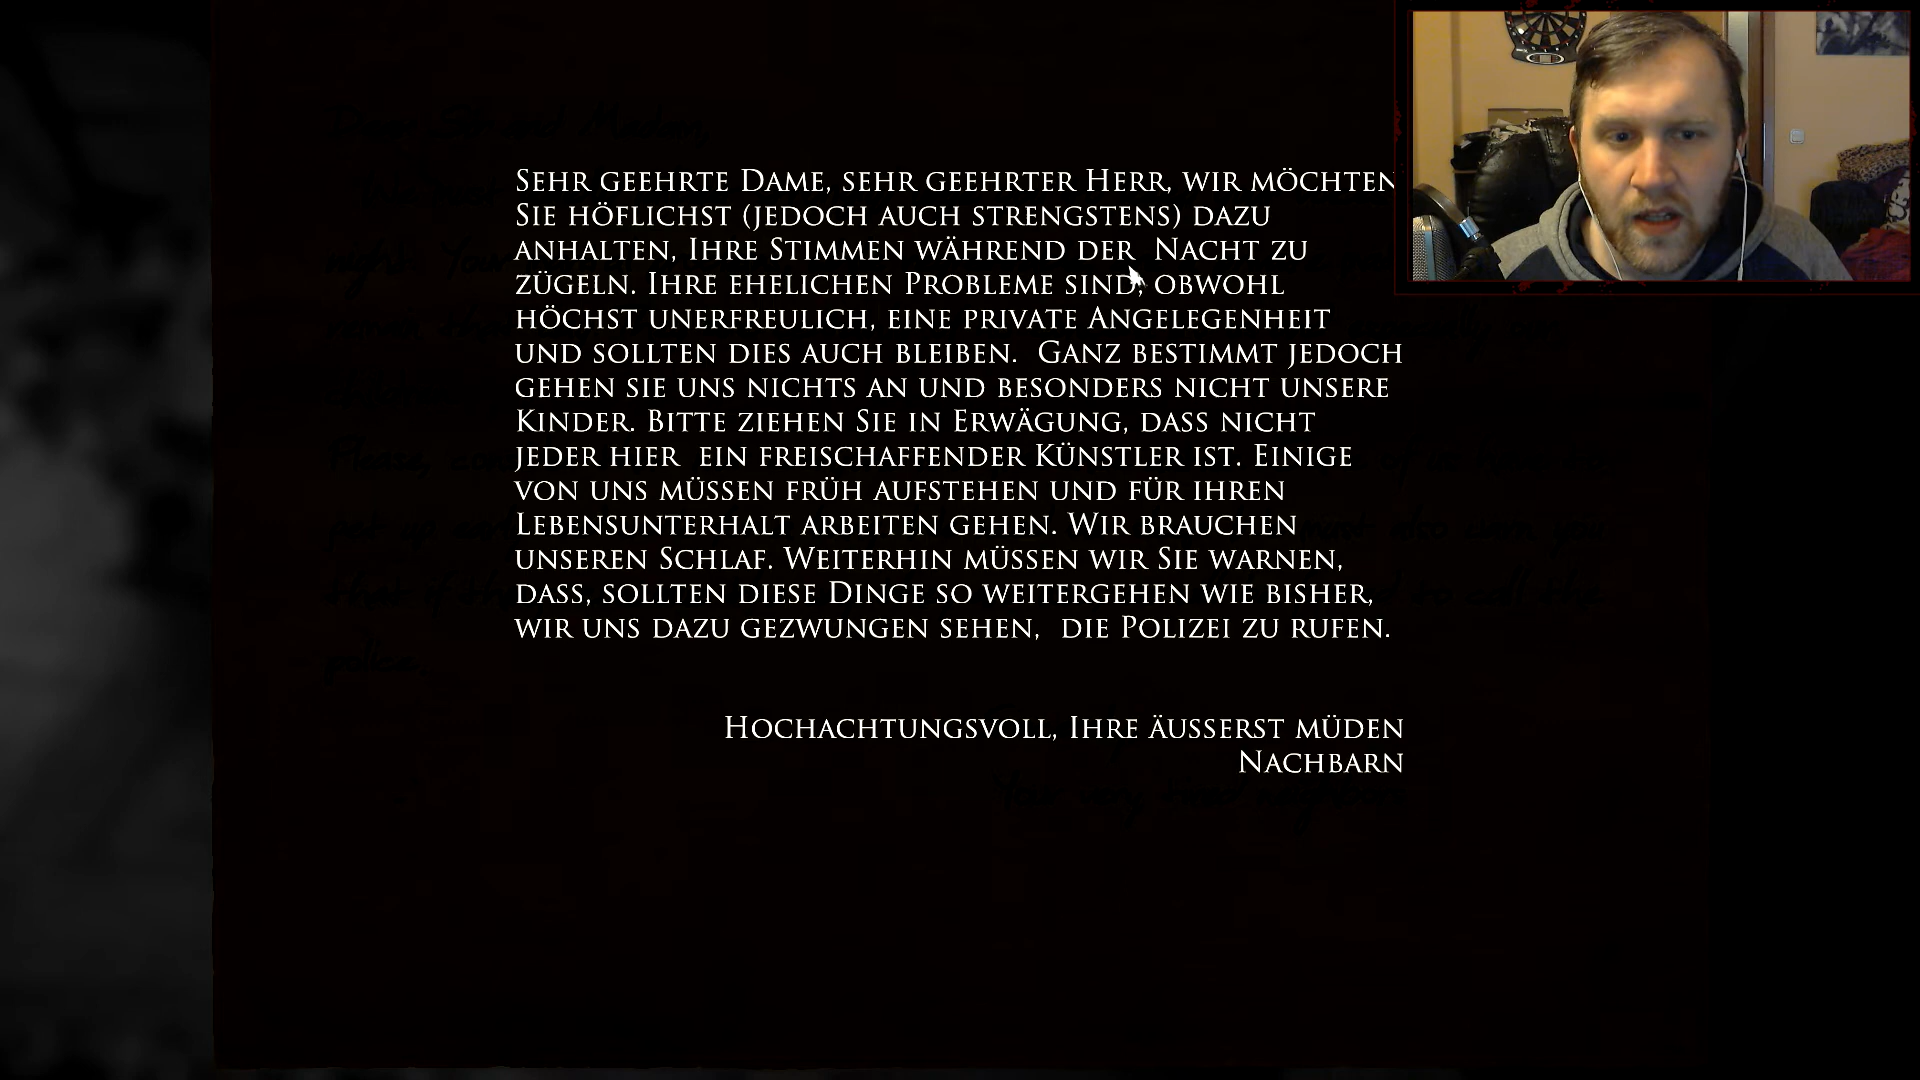 Dear Sir and Madam,
Sehr geehrte Dame, sehr geehrter Herr, wir möchten
Sie höflichst (jedoch auch strengstens) dazu
anhalten, Ihre Stimmen während der Nacht zu
zügeln. Ihre ehelichen Probleme sind, obwohl
höchst unerfreulich, eine private Angelegenheit
und sollten dies auch bleiben. Ganz bestimmt jedoch
gehen sie uns nichts an und besonders nicht unsere
Kinder. Bitte ziehen Sie in Erwägung, dass nicht
jeder hier ein freischaffender Künstler ist. Einige
von uns müssen früh aufstehen und für ihren
Lebensunterhalt arbeiten gehen. Wir brauchen
unseren Schlaf. Weiterhin müssen wir Sie warnen,
dass, sollten diese Dinge so weitergehen wie bisher,
wir uns dazu gezwungen sehen, die Polizei zu rufen.
police.
Hochachtungsvoll, Ihre äusserst müden
Nachbarn